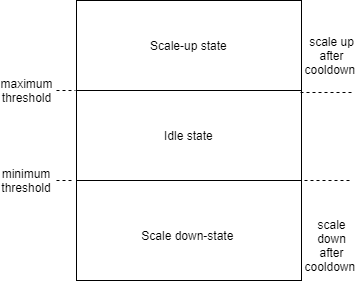 Scale-up state
scale up
after
cooldown
maximum
threshold
Idle state
minimum
threshold
Scale down-state
scale
down
after
cooldown